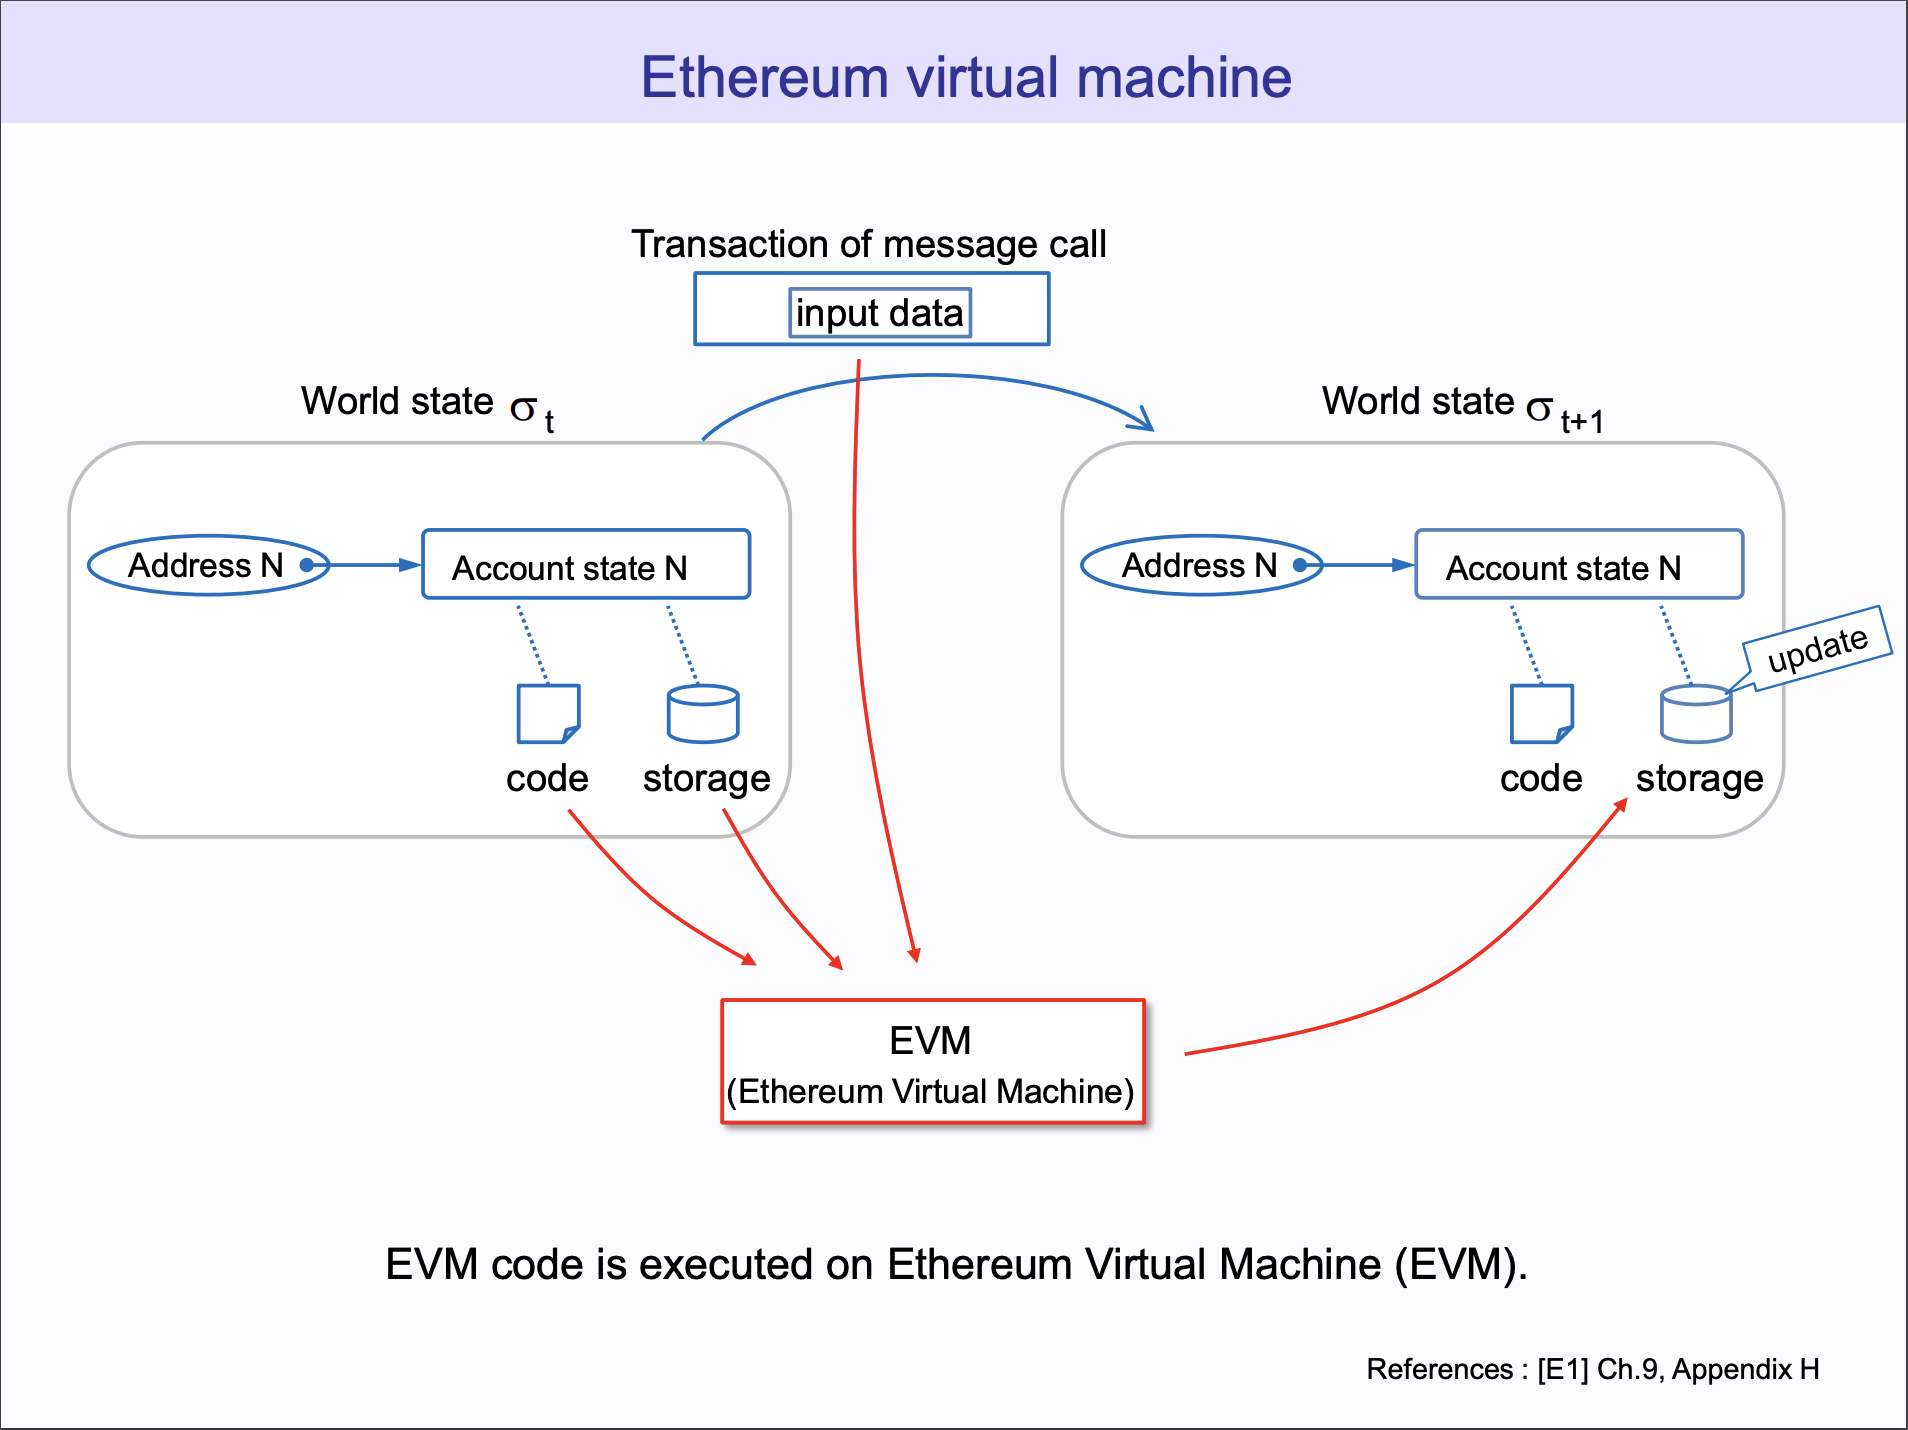 Ethereum virtual machine
Transaction of message call
input data
World state σ t
World state σ t+1
Address N
Account state N
code
storage
Address N
Account state N
update
code
storage
EVM
(Ethereum Virtual Machine)
EVM code is executed on Ethereum Virtual Machine (EVM).
References : [E1] Ch.9, Appendix H